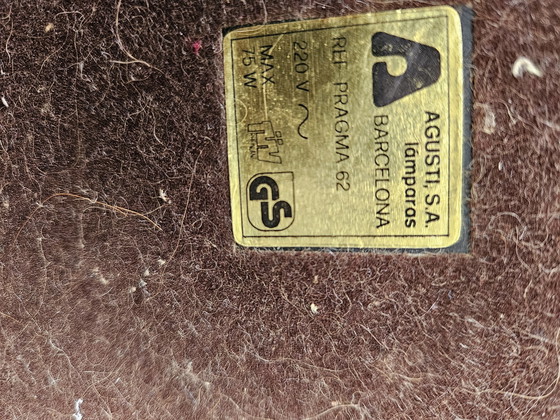 AGUSTI, S.A.
lámparas
BARCELONA
REF. PRAGMA 62
220 V
MAX
75 W
GS